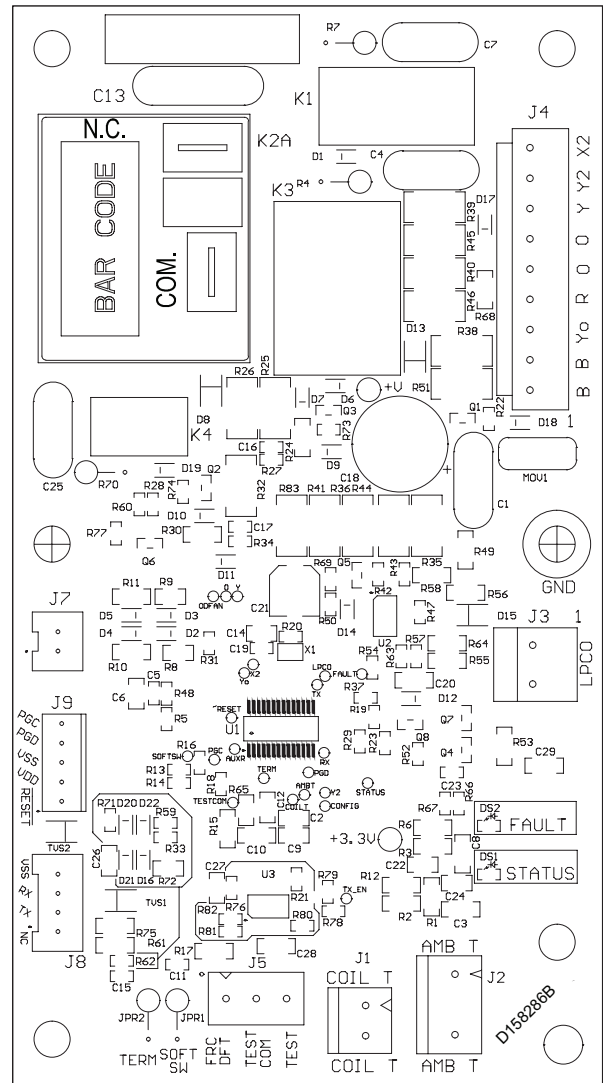 R7
C7
C13
K1
J4
N.C.
K2A
D1
C4
X2
R4
K3
Y2
BAR CODE
R39
D17
Y
R45
O
COM.
R40
O
R46
R68
R
D13
R38
Yo
R26
R25
R51
B
D8
D7
D6
+V
B
Q3
R73
Q1
R22
D18
1
K4
C16
R27
R24
D9
C25
R70
R28
D19
Q2
R74
R32
C18
+
C1
MOV1
R60
D10
R83
R41
R36
R44
R77
R30
C17
R34
Q6
D11
R69
Q5
R43
R35
R49
GND
R11
R9
ODFAN
O
Y
C21
R50
R42
R58
R56
J7
D5
D3
D14
U2
R47
D15
J3
1
D4
D2
C14
R20
R64
LPCO
R10
R8
R31
C19
X1
R54
R63
R57
R55
Yo
X2
LPCO
FAULT
J9
C6
C5
R48
TX
R37
C20
D12
PGC
R5
RESET
U1
R19
Q8
Q7
PGD
R16
R29
R23
R52
Q4
R53
C29
VSS
SOFTSW
PGC
AUXR
RX
VDD
R13
R14
R18
TERM
PGD
STATUS
RESET
R65
AMBT
Y2
C23
R66
TESTCOM
C12
COILT
CONFIG
R67
DS2
FAULT
R71
D20
D22
R59
R15
C2
R6
TVS2
R33
C10
C9
+3.3V
R3
C8
DS1
STATUS
C26
C22
VSS
D21
D16
R72
C27
U3
R79
R12
C24
RX
TVS1
R21
TX_EN
R2
R1
C3
TX
R82
R76
NC
R75
R81
R80
R78
R61
R17
J8
R62
C11
C28
AMB T
C15
J5
J1
COIL T
J2
JPR2
JPR1
D158286B
TERM
SOFT SW
FRC DFT
TEST COM
TEST
COIL T
AMB T